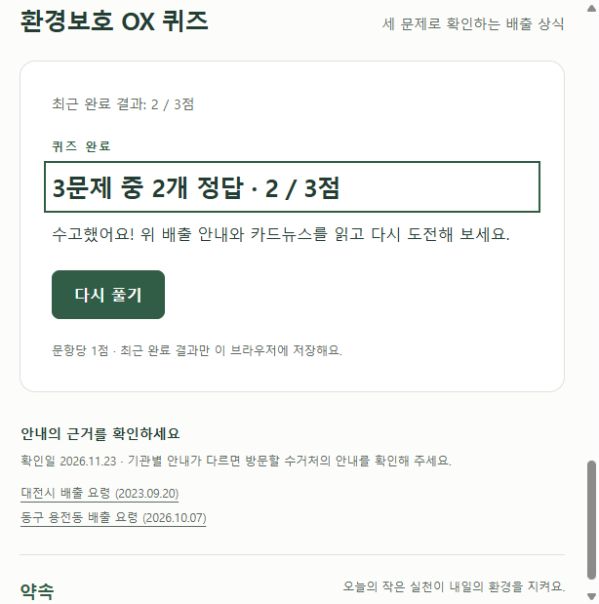 환경보호 OX 퀴즈
세 문제로 확인하는 배출 상식
최근 완료 결과: 2 / 3점
퀴즈 완료
3문제 중 2개 정답 · 2 / 3점
수고했어요! 위 배출 안내와 카드뉴스를 읽고 다시 도전해 보세요.
다시 풀기
문항당 1점 · 최근 완료 결과만 이 브라우저에 저장해요.
안내의 근거를 확인하세요
확인일 2026.11.23 · 기관별 안내가 다르면 방문할 수거처의 안내를 확인해 주세요.
대전시 배출 요령 (2023.09.20)
동구 용전동 배출 요령 (2026.10.07)
약속
오늘의 작은 실천이 내일의 환경을 지켜요.